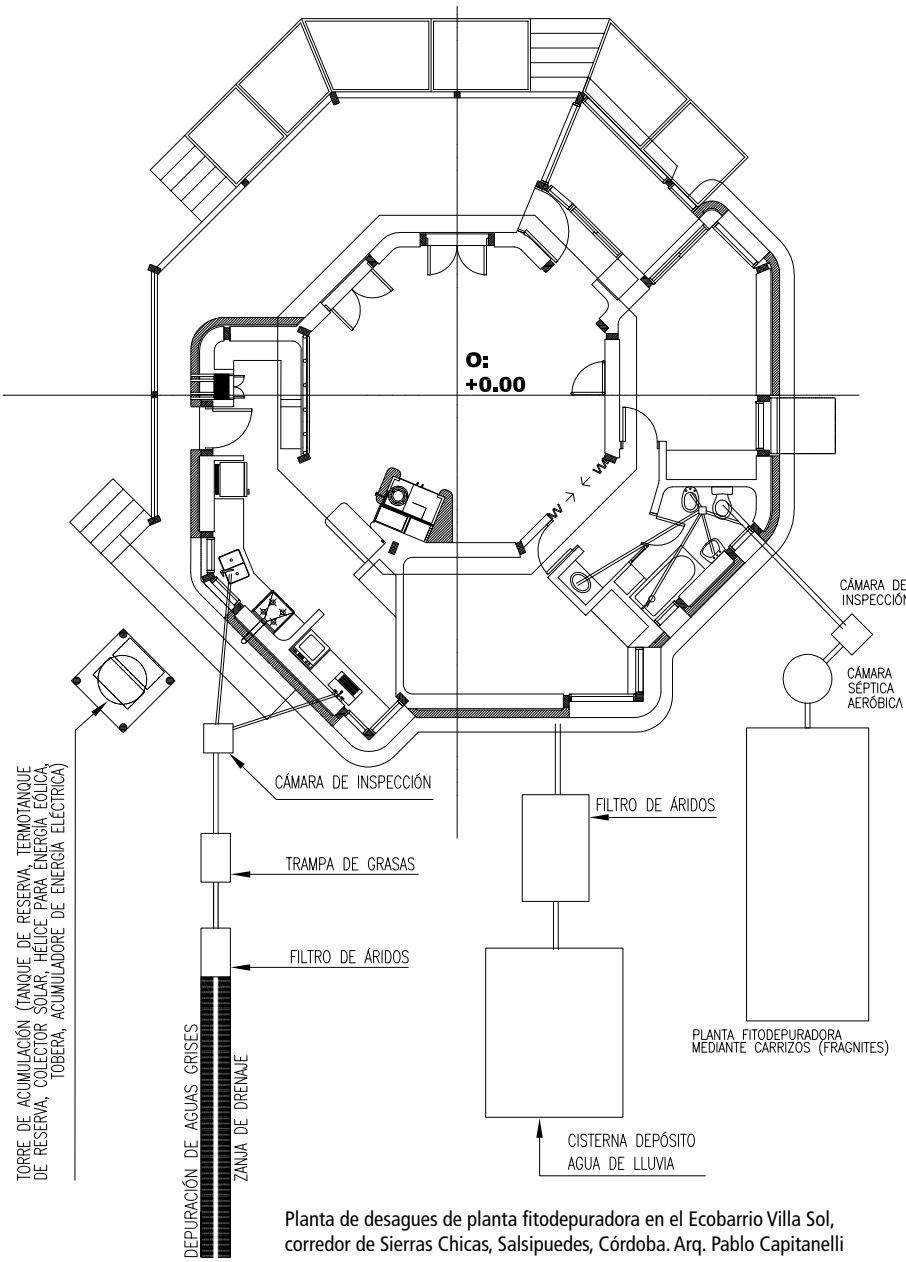 O:
+0.00
CÁMARA DE
INSPECCIÓN
CÁMARA
SÉPTICA
AERÓBICA
CÁMARA DE INSPECCIÓN
FILTRO DE ÁRIDOS
TRAMPA DE GRASAS
FILTRO DE ÁRIDOS
TORRE DE ACUMULACIÓN (TANQUE DE RESERVA, TERMOTANQUE
DE RESERVA, COLECTOR SOLAR, HÉLICE PARA ENERGÍA EÓLICA,
TOBERA, ACUMULADORE DE ENERGÍA ELÉCTRICA)
DEPURACIÓN DE AGUAS GRISES
ZANJA DE DRENAJE
PLANTA FITODEPURADORA
MEDIANTE CARRIZOS (FRAGNITES)
CISTERNA DEPÓSITO
AGUA DE LLUVIA
Planta de desagues de planta fitodepuradora en el Ecobarrio Villa Sol,
corredor de Sierras Chicas, Salsipuedes, Córdoba. Arq. Pablo Capitanelli